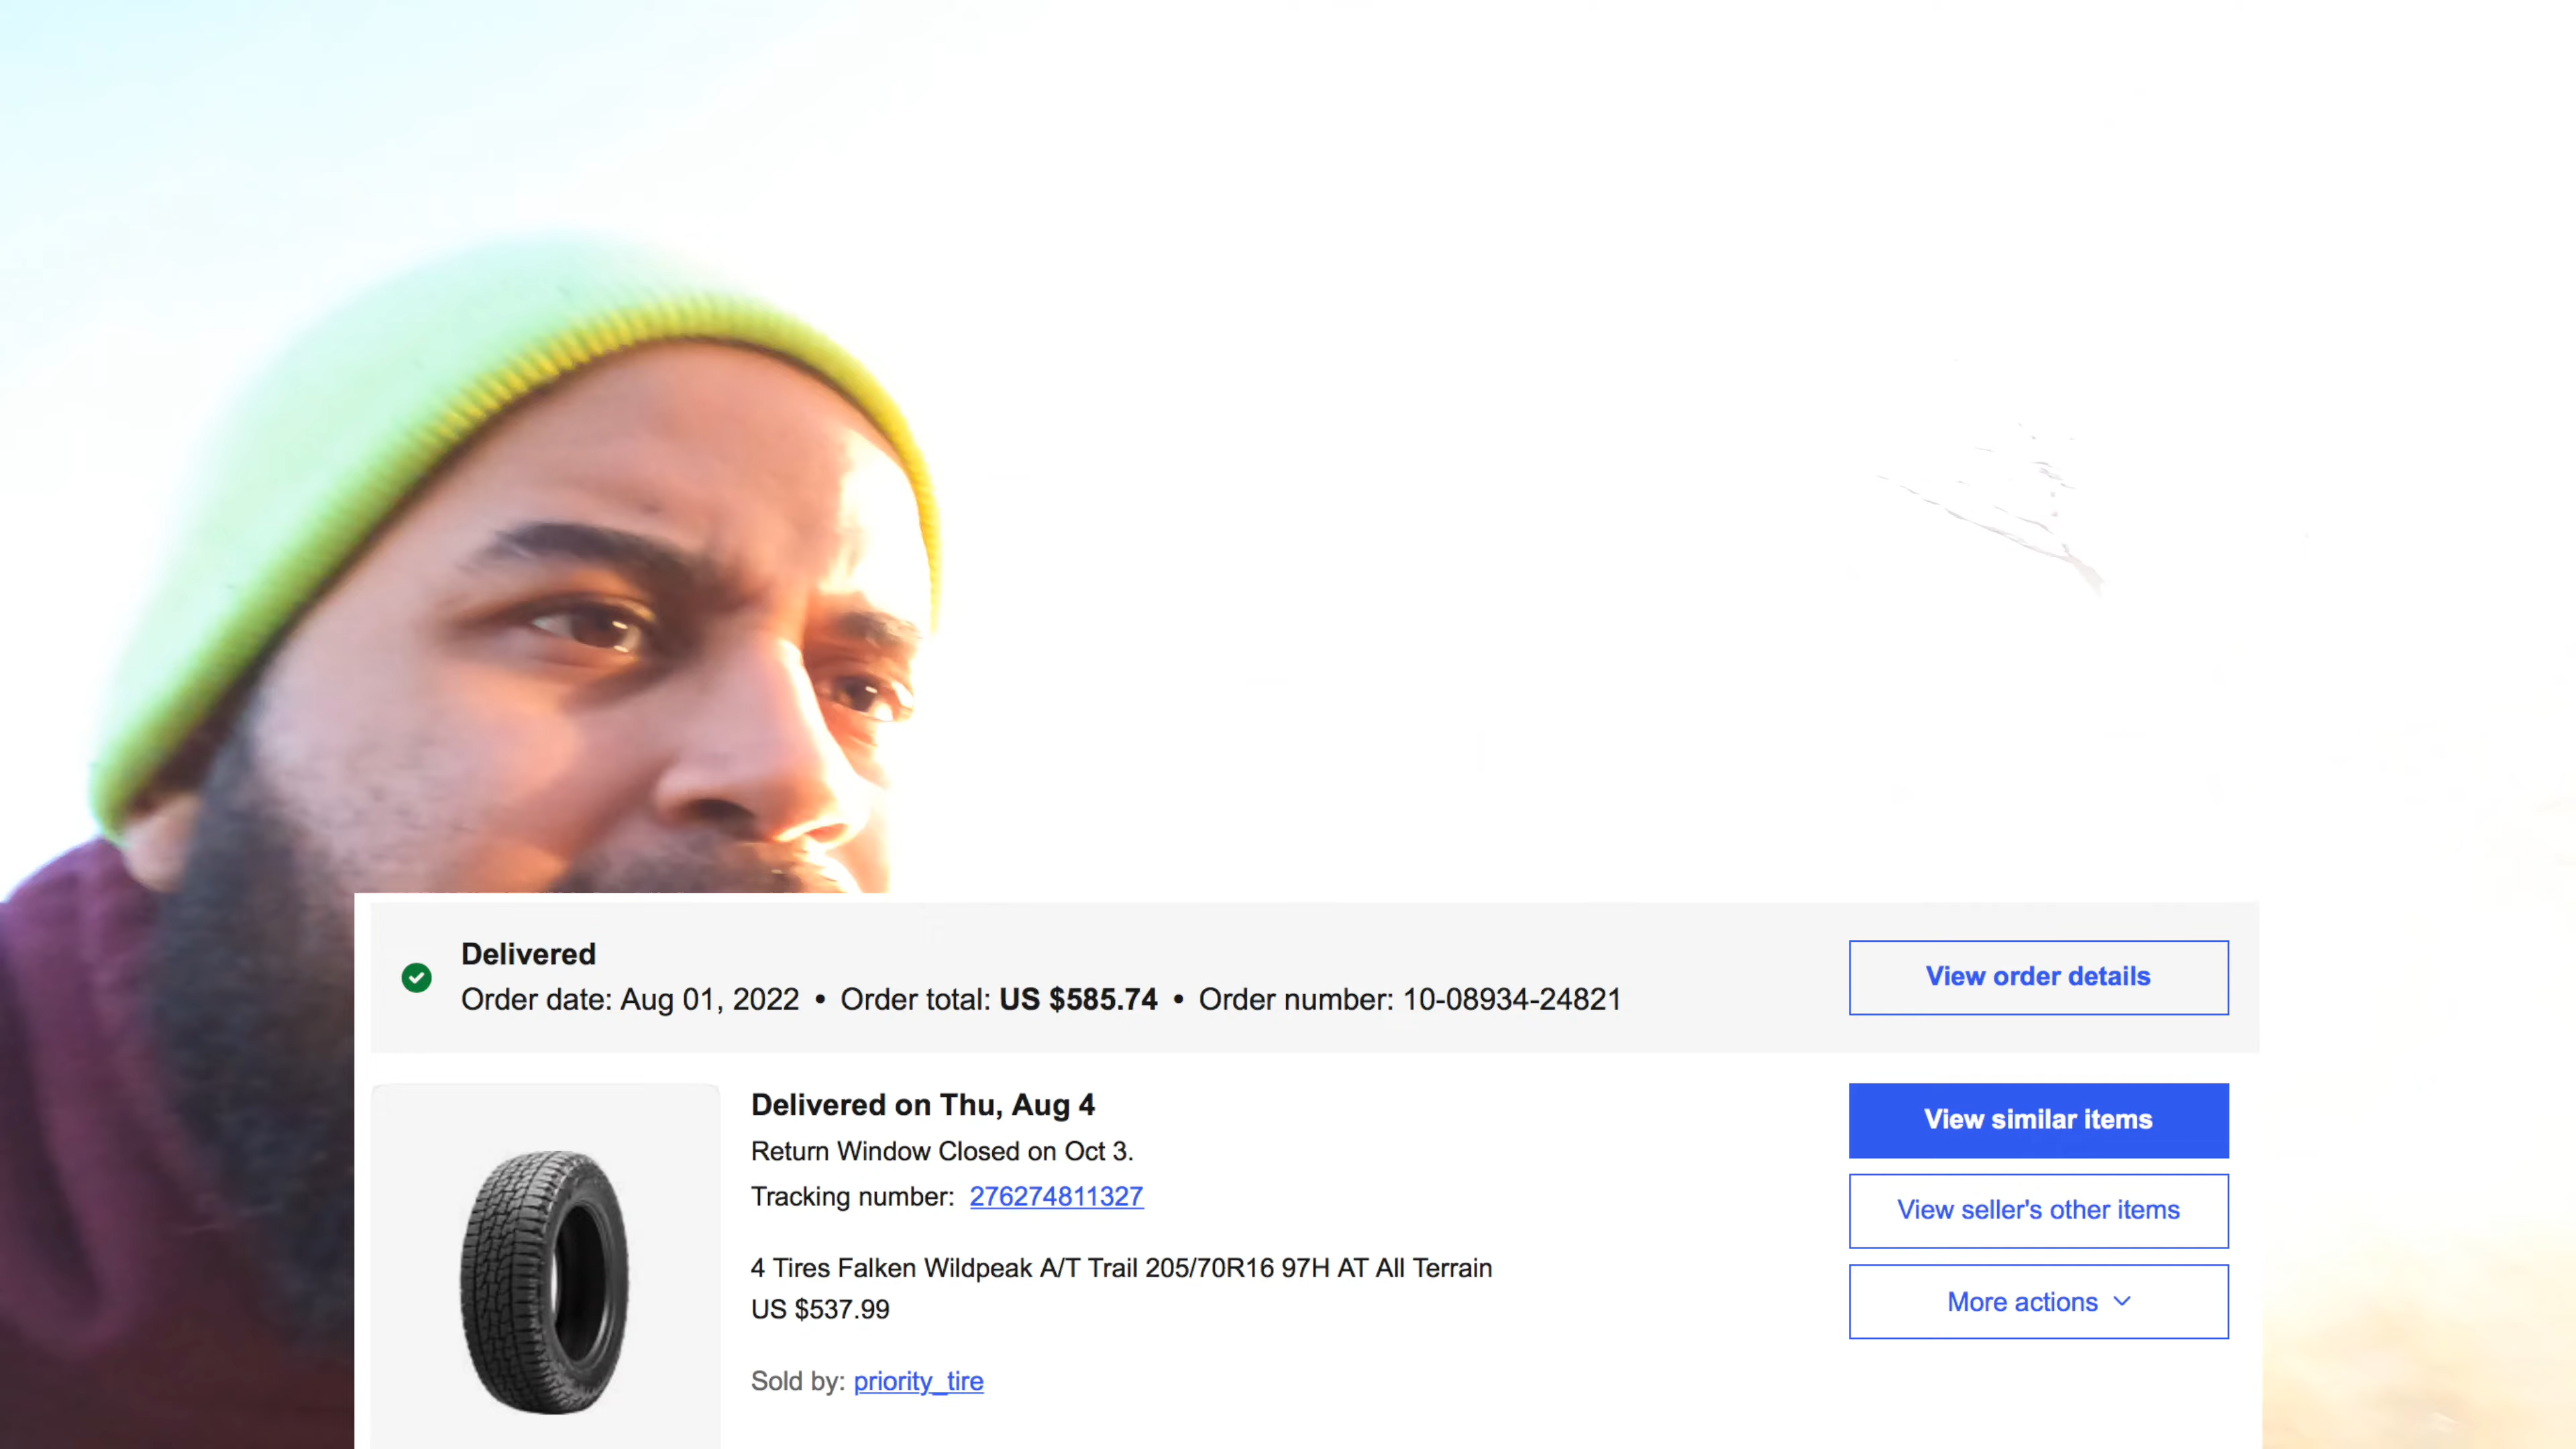 Delivered
Order date: Aug 01, 2022 • Order total: US $585.74 • Order number: 10-08934-24821
View order details
Delivered on Thu, Aug 4
Return Window Closed on Oct 3.
Tracking number: 276274811327
4 Tires Falken Wildpeak A/T Trail 205/70R16 97H AT All Terrain
US $537.99
Sold by: priority_tire
View similar items
View seller's other items
More actions